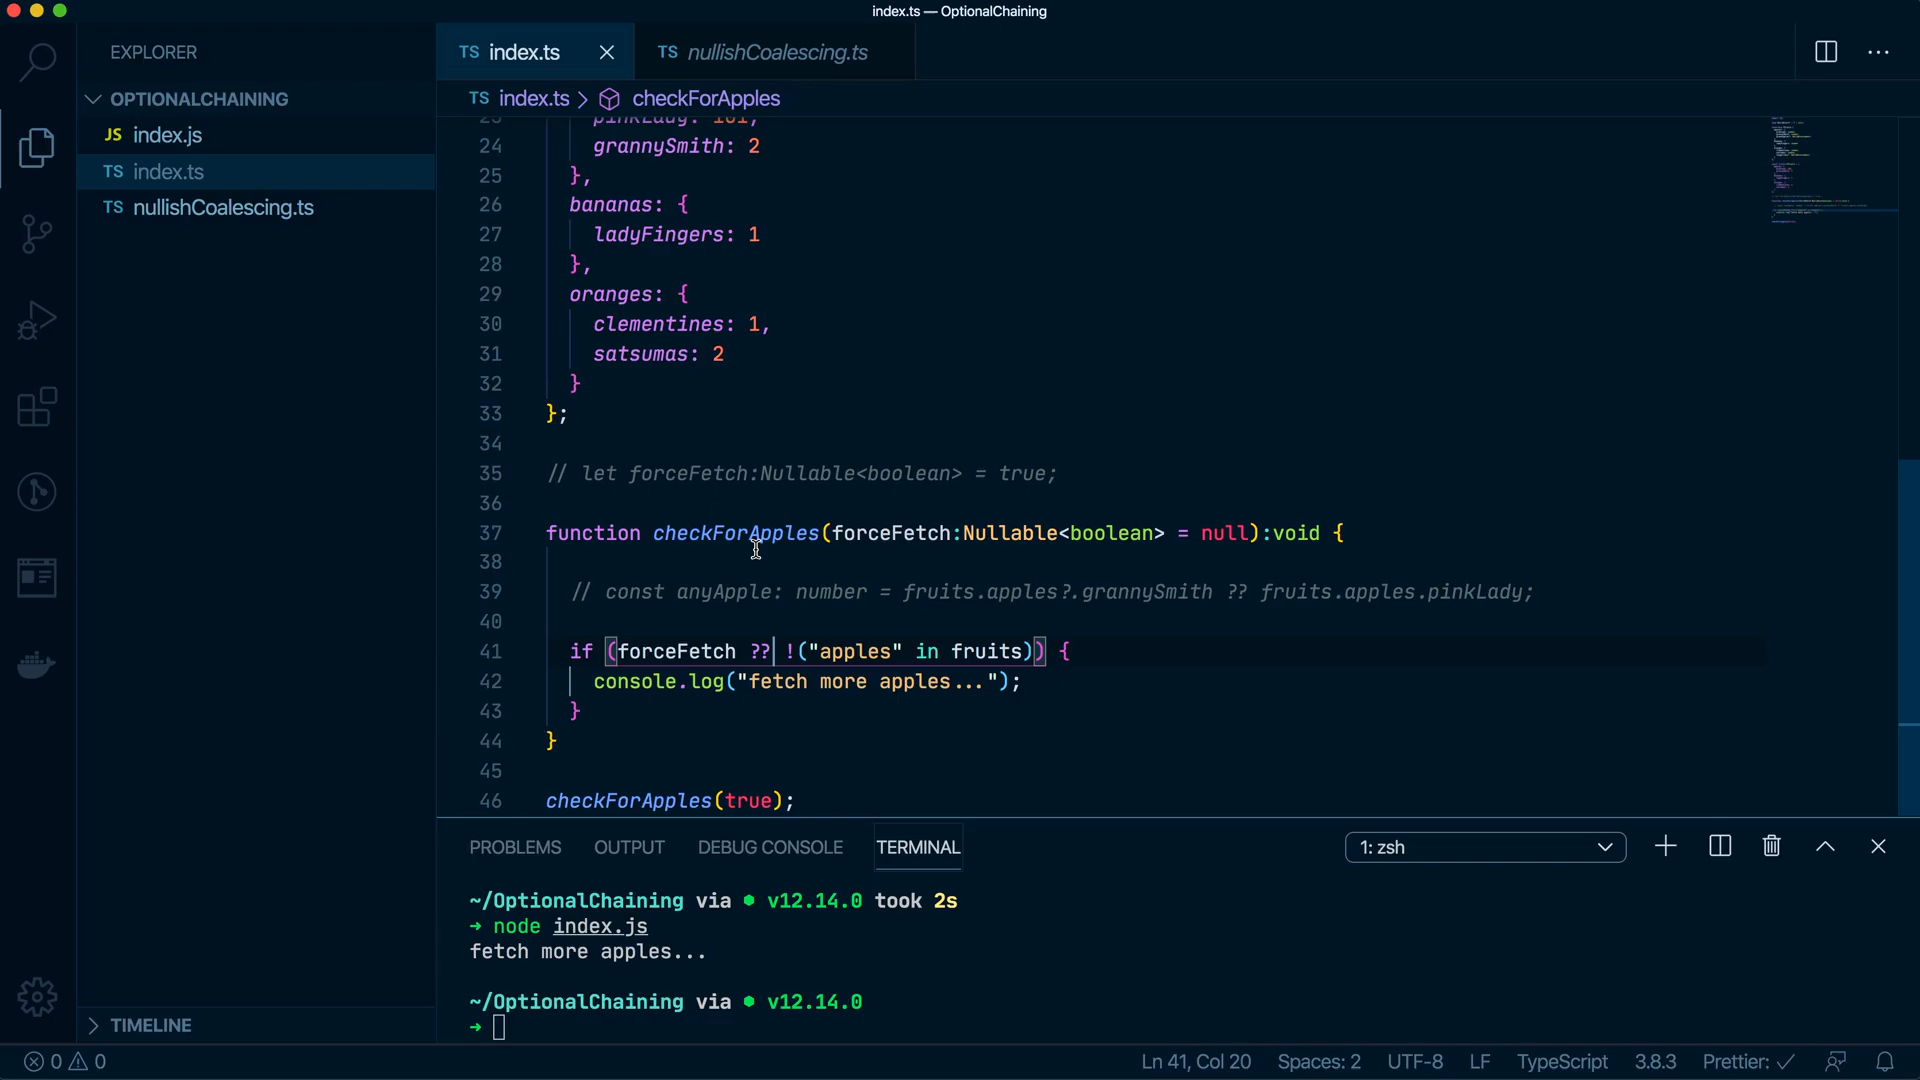 index.ts — OptionalChaining
EXPLORER
OPTIONALCHAINING
JS index.js
TS index.ts
TS nullishCoalescing.ts
TIMELINE
TS index.ts
TS nullishCoalescing.ts
TS index.ts > checkForApples
24 grannySmith: 2
25 },
26 bananas: {
27 ladyFingers: 1
28 },
29 oranges: {
30 clementines: 1,
31 satsumas: 2
32 }
33 };
34
35 // let forceFetch:Nullable<boolean> = true;
36
37 function checkForApples(forceFetch:Nullable<boolean> = null):void {
38
39 // const anyApple: number = fruits.apples?.grannySmith ?? fruits.apples.pinkLady;
40
41 if (forceFetch ?? !("apples" in fruits)) {
42 console.log("fetch more apples...");
43 }
44 }
45
46 checkForApples(true);
PROBLEMS OUTPUT DEBUG CONSOLE TERMINAL 1: zsh
~/OptionalChaining via ● v12.14.0 took 2s
➜ node index.js
fetch more apples...
~/OptionalChaining via ● v12.14.0
➜
0 0 Ln 41, Col 20 Spaces: 2 UTF-8 LF TypeScript 3.8.3 Prettier: ✓